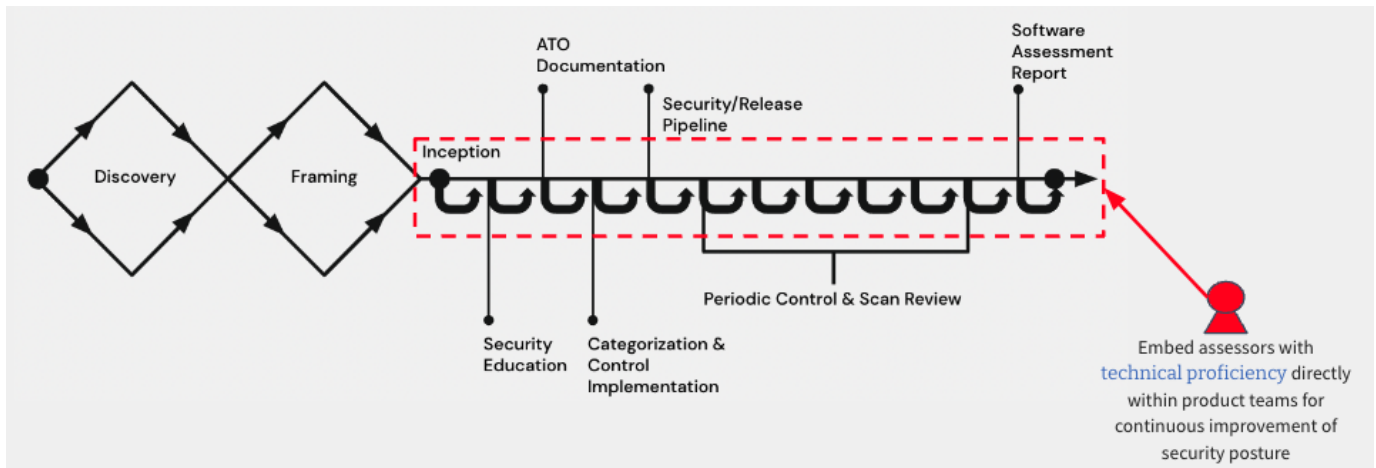 Software
Assessment
Report
ATO
Documentation
Security/Release
Pipeline
Inception
Discovery
Framing
Periodic Control & Scan Review
Security
Education
Categorization &
Control
Implementation
Embed assessors with
technical proficiency directly
within product teams for
continuous improvement of
security posture